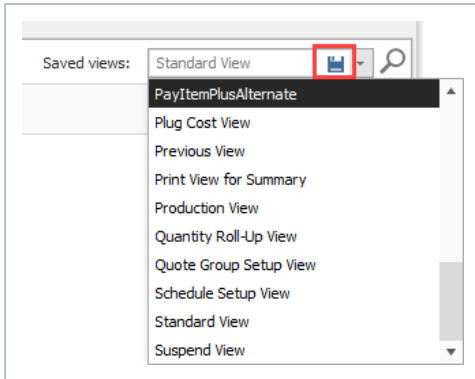 Saved views: Standard View
PayItemPlusAlternate
Plug Cost View
Previous View
Print View for Summary
Production View
Quantity Roll-Up View
Quote Group Setup View
Schedule Setup View
Standard View
Suspend View